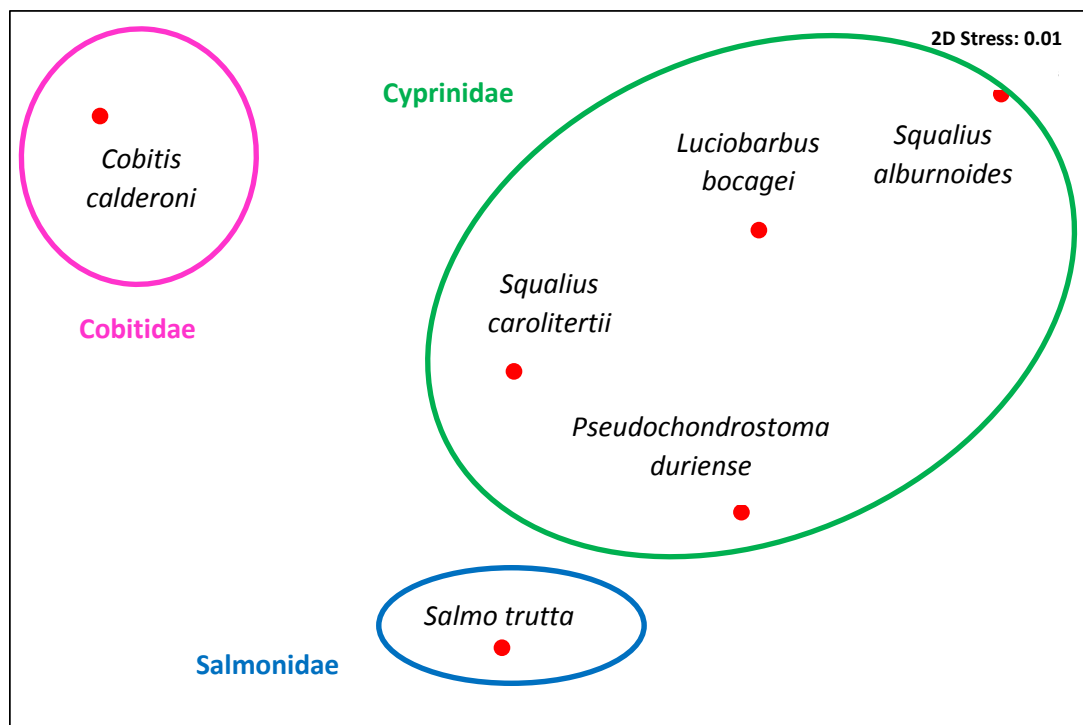 2D Stress: 0.01
Cyprinidae
Cobitis
calderoni
Luciobarbus
bocagei
Squalius
alburnoides
Squalius
carolitertii
Cobitidae
Pseudochondrostoma
duriense
Salmo trutta
Salmonidae